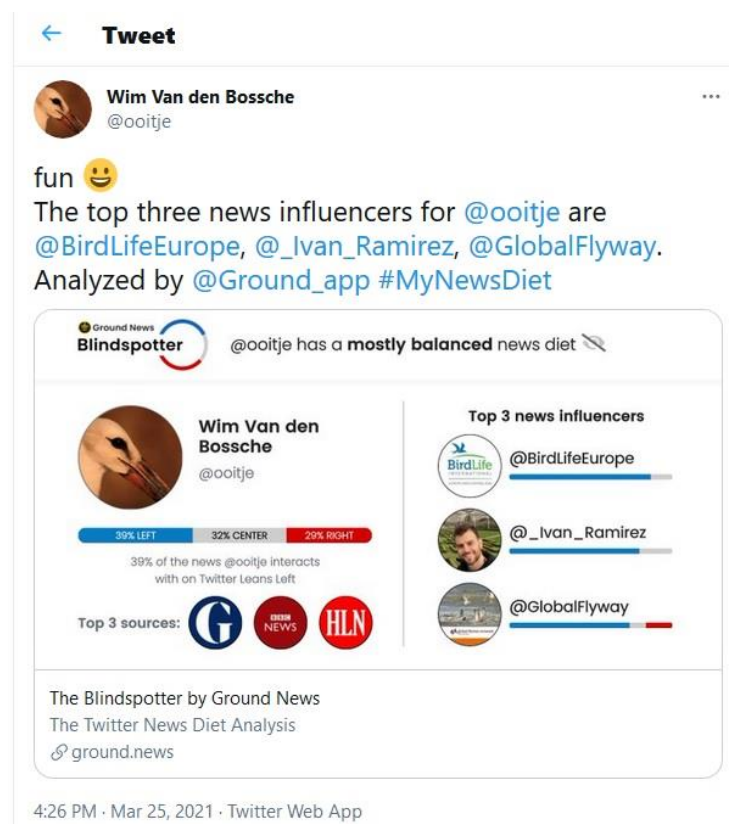 Tweet
Wim Van den Bossche
@ooitje
fun 😀
The top three news influencers for @ooitje are
@BirdLifeEurope, @_Ivan_Ramirez, @GlobalFlyway.
Analyzed by @Ground_app #MyNewsDiet
Ground News
Blindspotter
@ooitje has a mostly balanced news diet
Wim Van den
Bossche
@ooitje
39% LEFT 32% CENTER 29% RIGHT
39% of the news @ooitje interacts
with on Twitter Leans Left
Top 3 sources: G BBC NEWS HLN
Top 3 news influencers
BirdLife
INTERNATIONAL
@BirdLifeEurope
@_Ivan_Ramirez
@GlobalFlyway
The Blindspotter by Ground News
The Twitter News Diet Analysis
ground.news
4:26 PM · Mar 25, 2021 · Twitter Web App